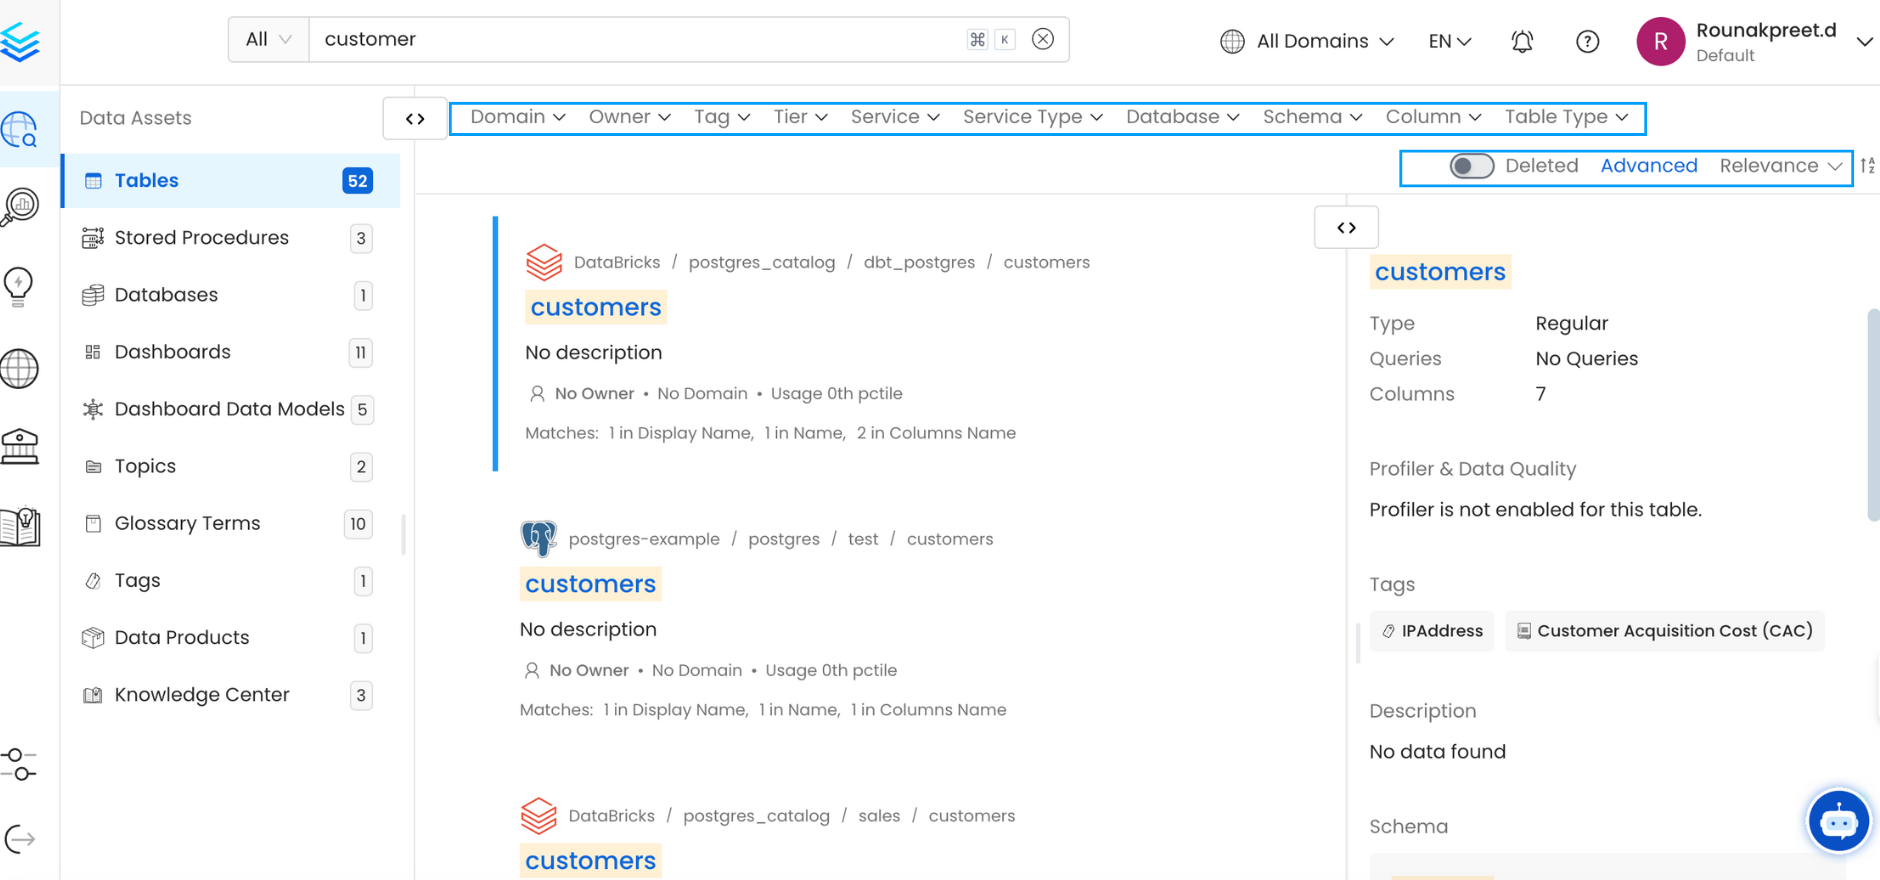 All customer ⌘ K All Domains EN R Rounakpreet.d
Default
Data Assets
Tables 52
Stored Procedures 3
Databases 1
Dashboards 11
Dashboard Data Models 5
Topics 2
Glossary Terms 10
Tags 1
Data Products 1
Knowledge Center 3
Domain Owner Tag Tier Service Service Type Database Schema Column Table Type
Deleted Advanced Relevance
DataBricks / postgres_catalog / dbt_postgres / customers
customers
No description
No Owner • No Domain • Usage 0th pctile
Matches: 1 in Display Name, 1 in Name, 2 in Columns Name
postgres-example / postgres / test / customers
customers
No description
No Owner • No Domain • Usage 0th pctile
Matches: 1 in Display Name, 1 in Name, 1 in Columns Name
DataBricks / postgres_catalog / sales / customers
customers
customers
Type Regular
Queries No Queries
Columns 7
Profiler & Data Quality
Profiler is not enabled for this table.
Tags
IPAddress Customer Acquisition Cost (CAC)
Description
No data found
Schema